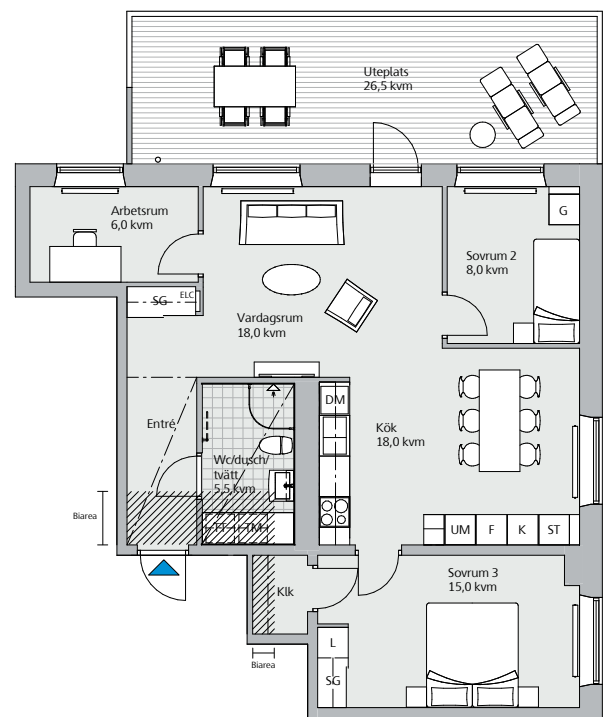 Uteplats
26,5 kvm
Arbetsrum
6,0 kvm
G
Sovrum 2
8,0 kvm
SG
ELC
Vardagsrum
18,0 kvm
DM
Entré
Kök
18,0 kvm
Wc/dusch/
tvätt
5,5 kvm
Biarea
TT
TM
UM
F
K
ST
Klk
Sovrum 3
15,0 kvm
L
Biarea
SG